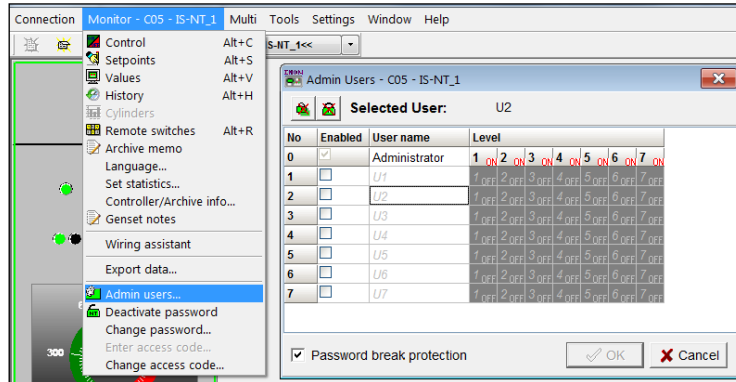 Connection Monitor - C05 - IS-NT_1 Multi Tools Settings Window Help
S-NT_1<<
Control Alt+C
Setpoints Alt+S
Values Alt+V
History Alt+H
Cylinders
Remote switches Alt+R
Archive memo
Language...
Set statistics...
Controller/Archive info...
Genset notes
Wiring assistant
Export data...
Admin users...
Deactivate password
Change password...
Enter access code...
Change access code...
300
Admin Users - C05 - IS-NT_1
Selected User: U2
No Enabled User name Level
0 Administrator 1 ON 2 ON 3 ON 4 ON 5 ON 6 ON 7 ON
1 U1 1 OFF 2 OFF 3 OFF 4 OFF 5 OFF 6 OFF 7 OFF
2 U2 1 OFF 2 OFF 3 OFF 4 OFF 5 OFF 6 OFF 7 OFF
3 U3 1 OFF 2 OFF 3 OFF 4 OFF 5 OFF 6 OFF 7 OFF
4 U4 1 OFF 2 OFF 3 OFF 4 OFF 5 OFF 6 OFF 7 OFF
5 U5 1 OFF 2 OFF 3 OFF 4 OFF 5 OFF 6 OFF 7 OFF
6 U6 1 OFF 2 OFF 3 OFF 4 OFF 5 OFF 6 OFF 7 OFF
7 U7 1 OFF 2 OFF 3 OFF 4 OFF 5 OFF 6 OFF 7 OFF
Password break protection OK Cancel